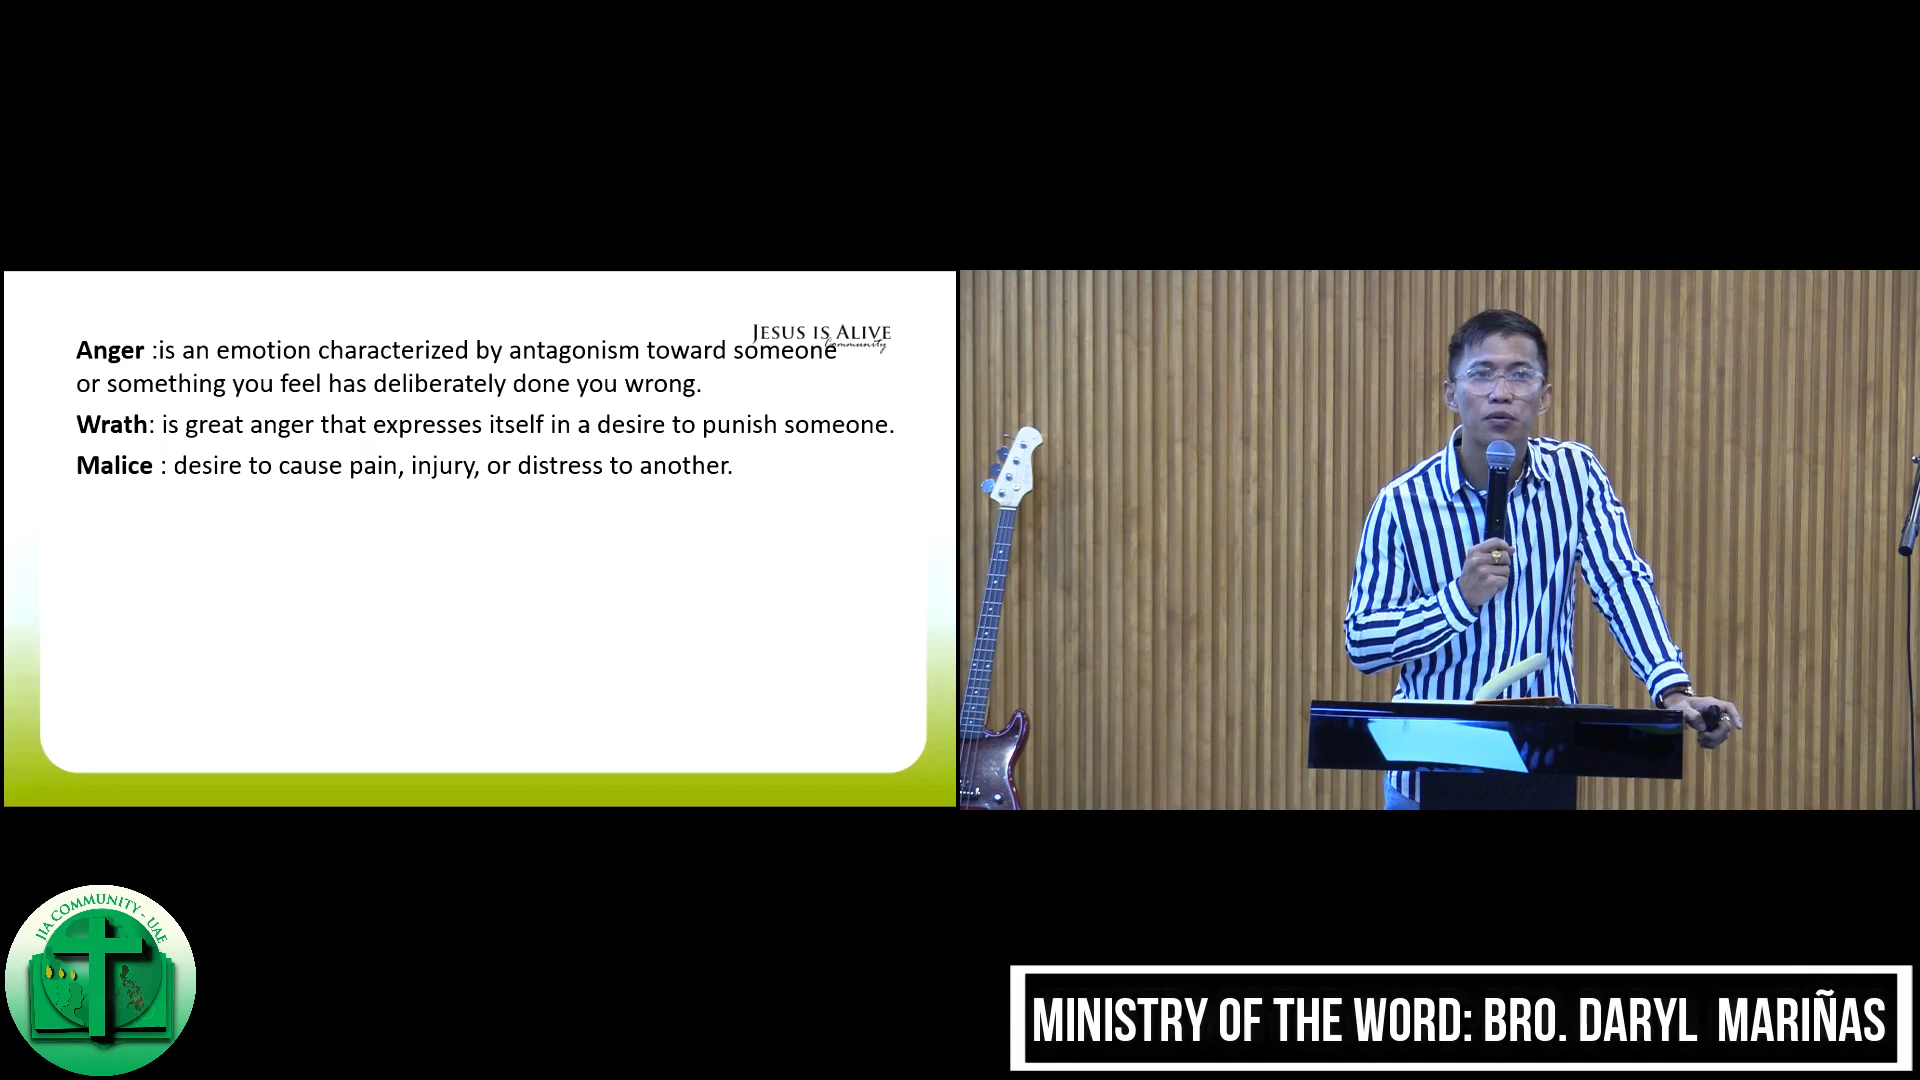 JESUS IS ALIVE
Community
Anger :is an emotion characterized by antagonism toward someone
or something you feel has deliberately done you wrong.
Wrath: is great anger that expresses itself in a desire to punish someone.
Malice : desire to cause pain, injury, or distress to another.
JIA COMMUNITY - UAE
MINISTRY OF THE WORD: BRO. DARYL MARIÑAS